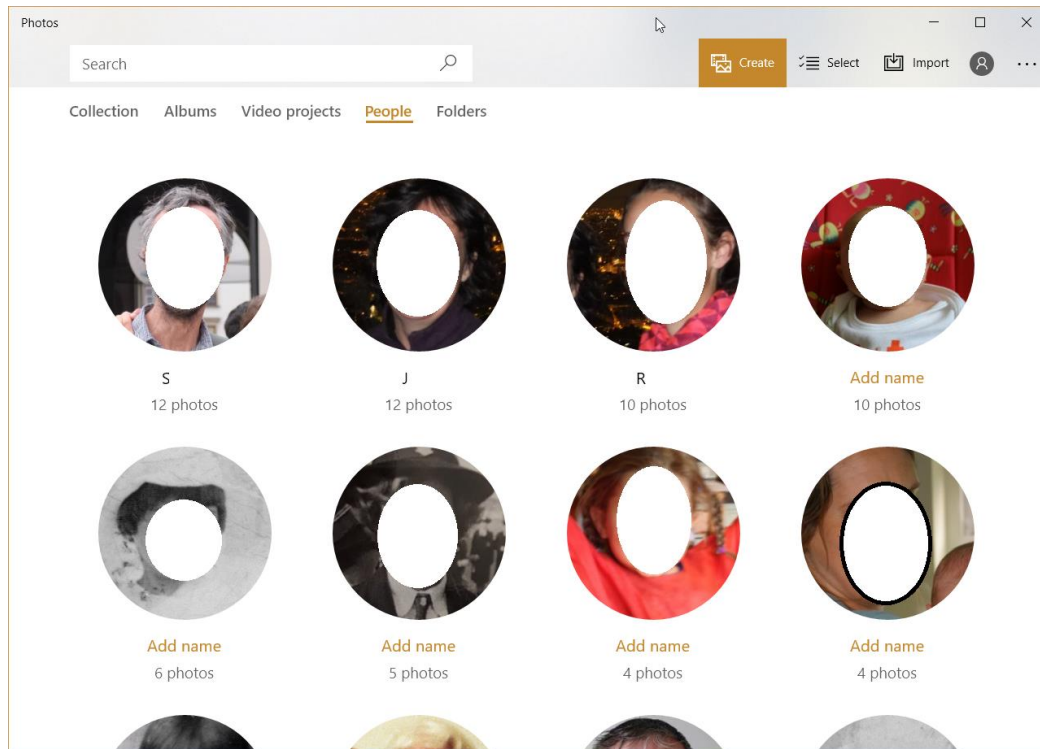 Photos
Search
Create Select Import
Collection Albums Video projects People Folders
S J R Add name
12 photos 12 photos 10 photos 10 photos
Add name Add name Add name Add name
6 photos 5 photos 4 photos 4 photos